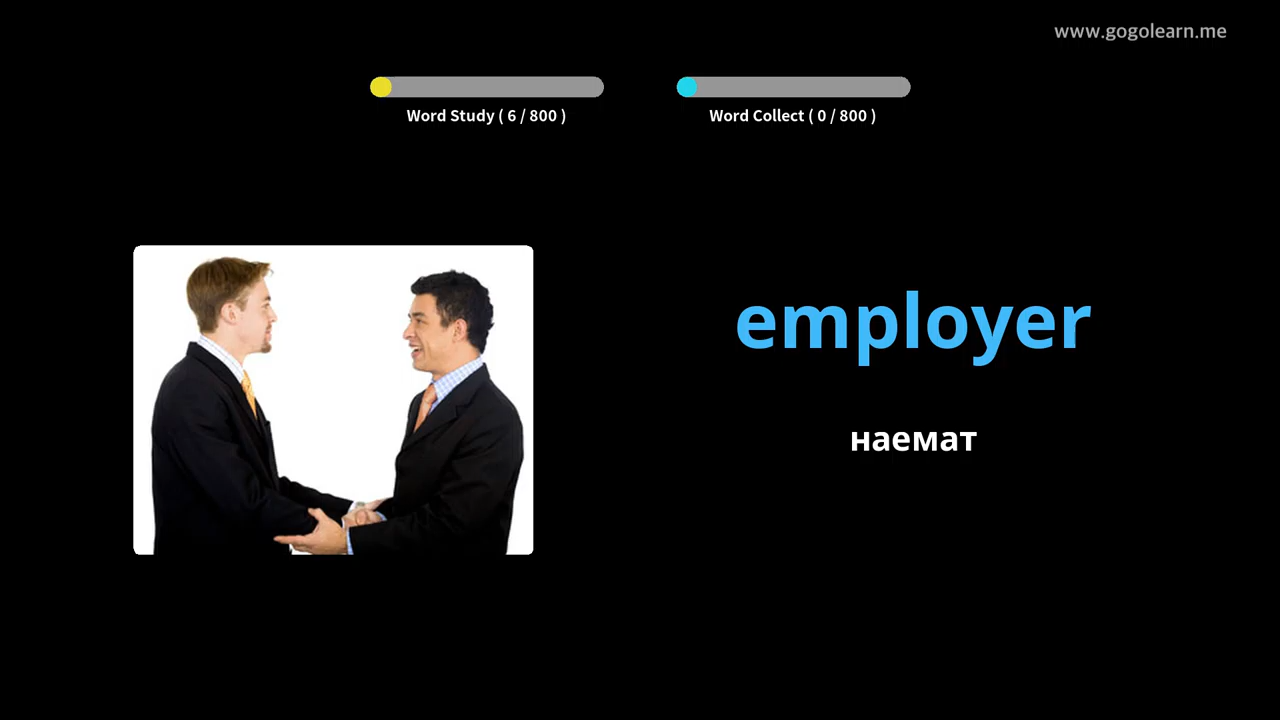 www.gogolearn.me
Word Study ( 6 / 800 )
Word Collect ( 0 / 800 )
employer
наемат